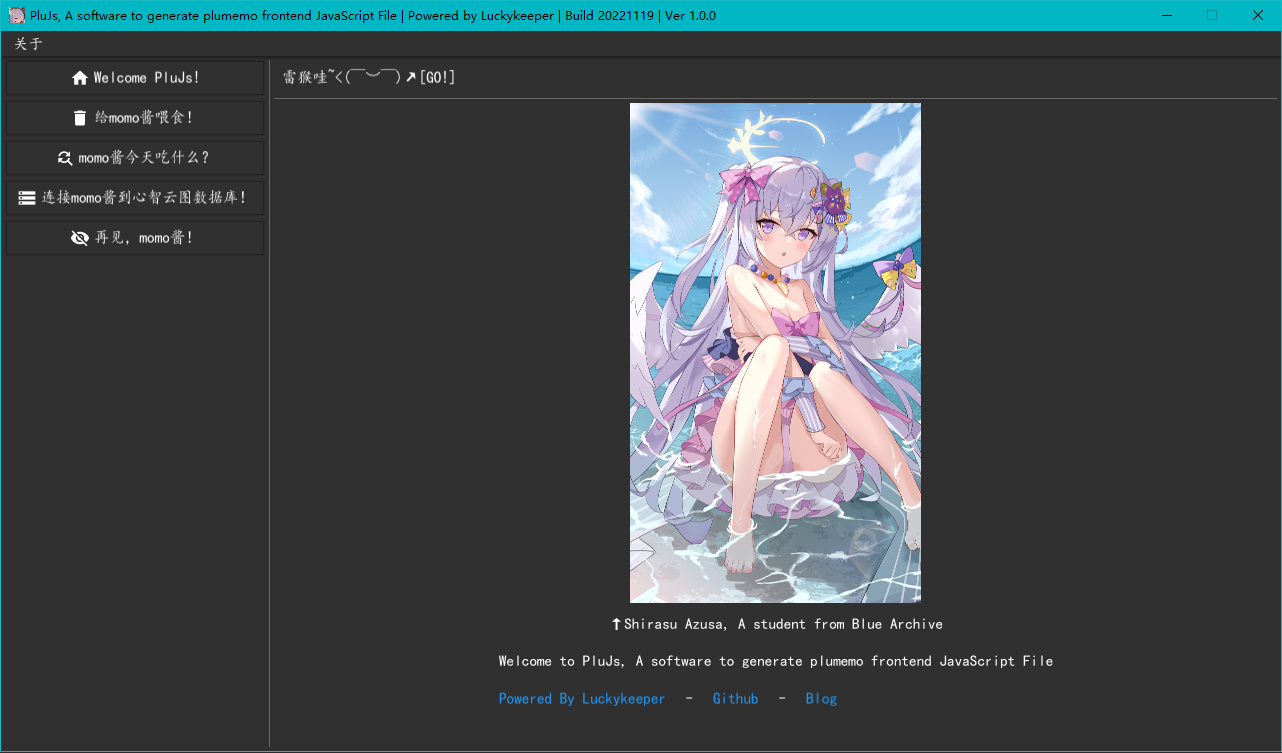 PluJs, A software to generate plumemo frontend JavaScript File | Powered by Luckykeeper | Build 20221119 | Ver 1.0.0
关于
Welcome PluJs!
给momo酱喂食!
momo酱今天吃什么?
连接momo酱到心智云图数据库!
再见, momo酱!
雷猴哇~<(￣︶￣)↗[GO!]
↑Shirasu Azusa, A student from Blue Archive
Welcome to PluJs, A software to generate plumemo frontend JavaScript File
Powered By Luckykeeper - Github - Blog